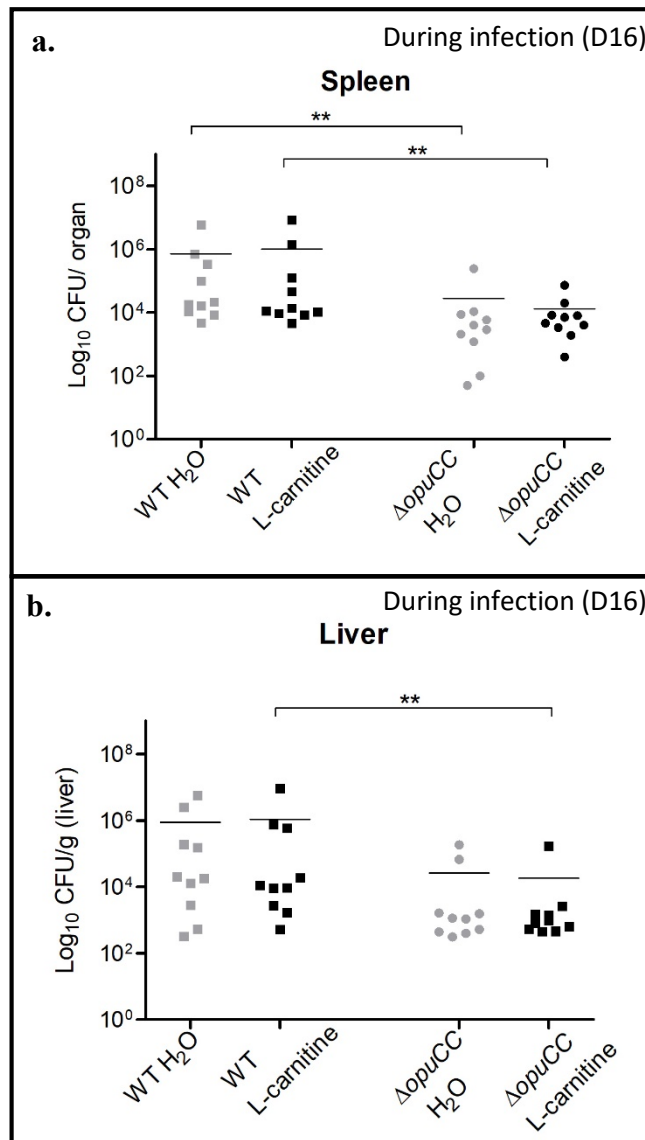 a.
During infection (D16)
Spleen
**
**
Log₁₀ CFU/ organ
10⁸
10⁶
10⁴
10²
10⁰
WT H₂O
WT
L-carnitine
ΔopuCC
H₂O
ΔopuCC
L-carnitine
b.
During infection (D16)
Liver
**
Log₁₀ CFU/g (liver)
10⁸
10⁶
10⁴
10²
10⁰
WT H₂O
WT
L-carnitine
ΔopuCC
H₂O
ΔopuCC
L-carnitine